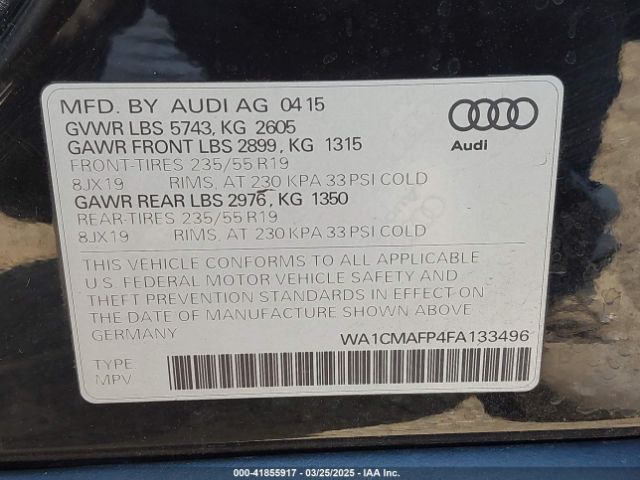 MFD. BY AUDI AG 04 15
GVWR LBS 5743, KG 2605
GAWR FRONT LBS 2899, KG 1315
FRONT-TIRES 235/55 R19
8JX19 RIMS, AT 230 KPA 33 PSI COLD
GAWR REAR LBS 2976, KG 1350
REAR-TIRES 235/55 R19
8JX19 RIMS, AT 230 KPA 33 PSI COLD
Audi
THIS VEHICLE CONFORMS TO ALL APPLICABLE
U.S. FEDERAL MOTOR VEHICLE SAFETY AND
THEFT PREVENTION STANDARDS IN EFFECT ON
THE DATE OF MANUFACTURE SHOWN ABOVE
GERMANY
WA1CMAFP4FA133496
TYPE:
MPV
000-41855917 - 03/25/2025 - IAA Inc.